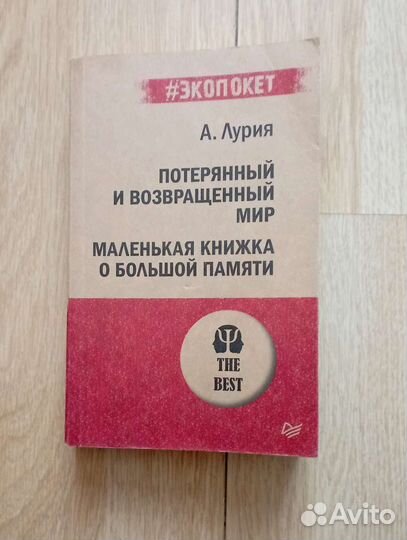 #ЭКОПОКЕТ
А. Лурия
ПОТЕРЯННЫЙ
И ВОЗВРАЩЕННЫЙ
МИР
МАЛЕНЬКАЯ КНИЖКА
О БОЛЬШОЙ ПАМЯТИ
Ψ
THE
BEST
Avito